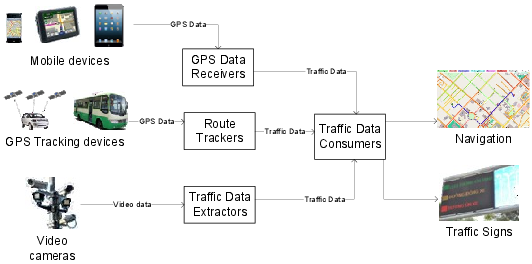 GPS Data
Mobile devices
GPS Data
Receivers
Traffic Data
GPS Data
GPS Tracking devices
Route
Trackers
Traffic Data
Traffic Data
Consumers
Navigation
Video data
Video
cameras
Traffic Data
Extractors
Traffic Data
Traffic Signs